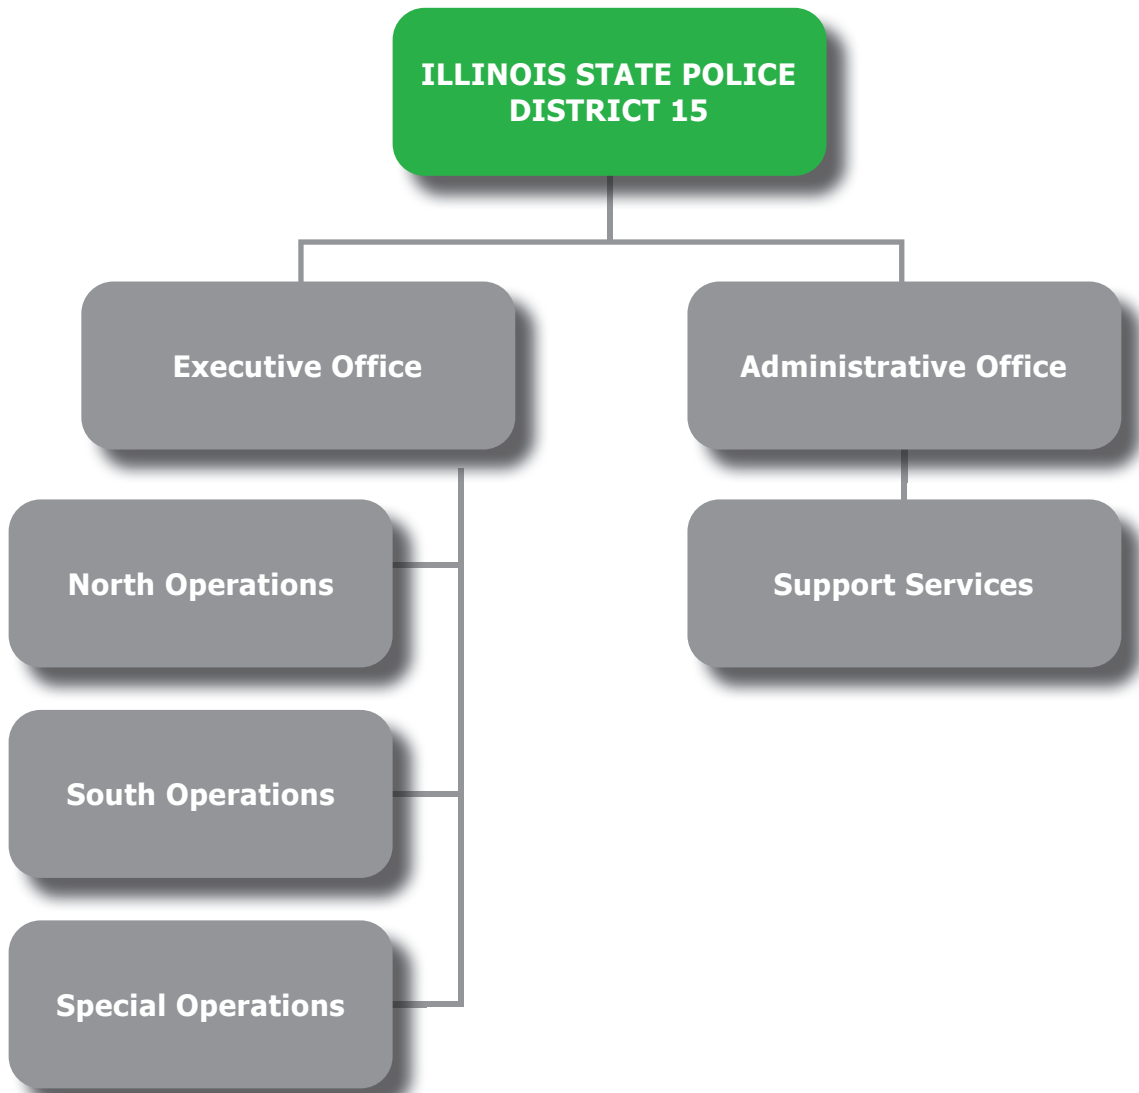 ILLINOIS STATE POLICE
DISTRICT 15
Executive Office
Administrative Office
North Operations
Support Services
South Operations
Special Operations